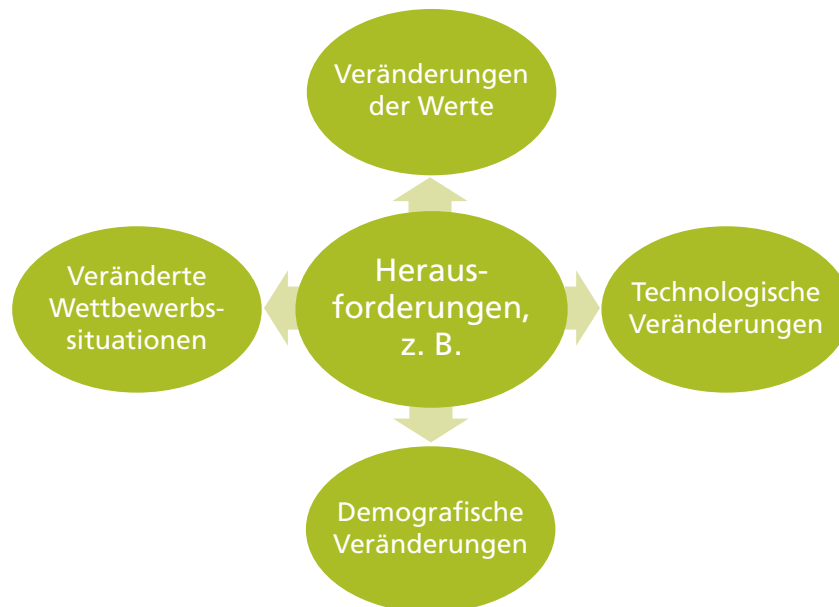 Veränderungen
der Werte
Veränderte
Wettbewerbs-
situationen
Heraus-
forderungen,
z. B.
Technologische
Veränderungen
Demografische
Veränderungen